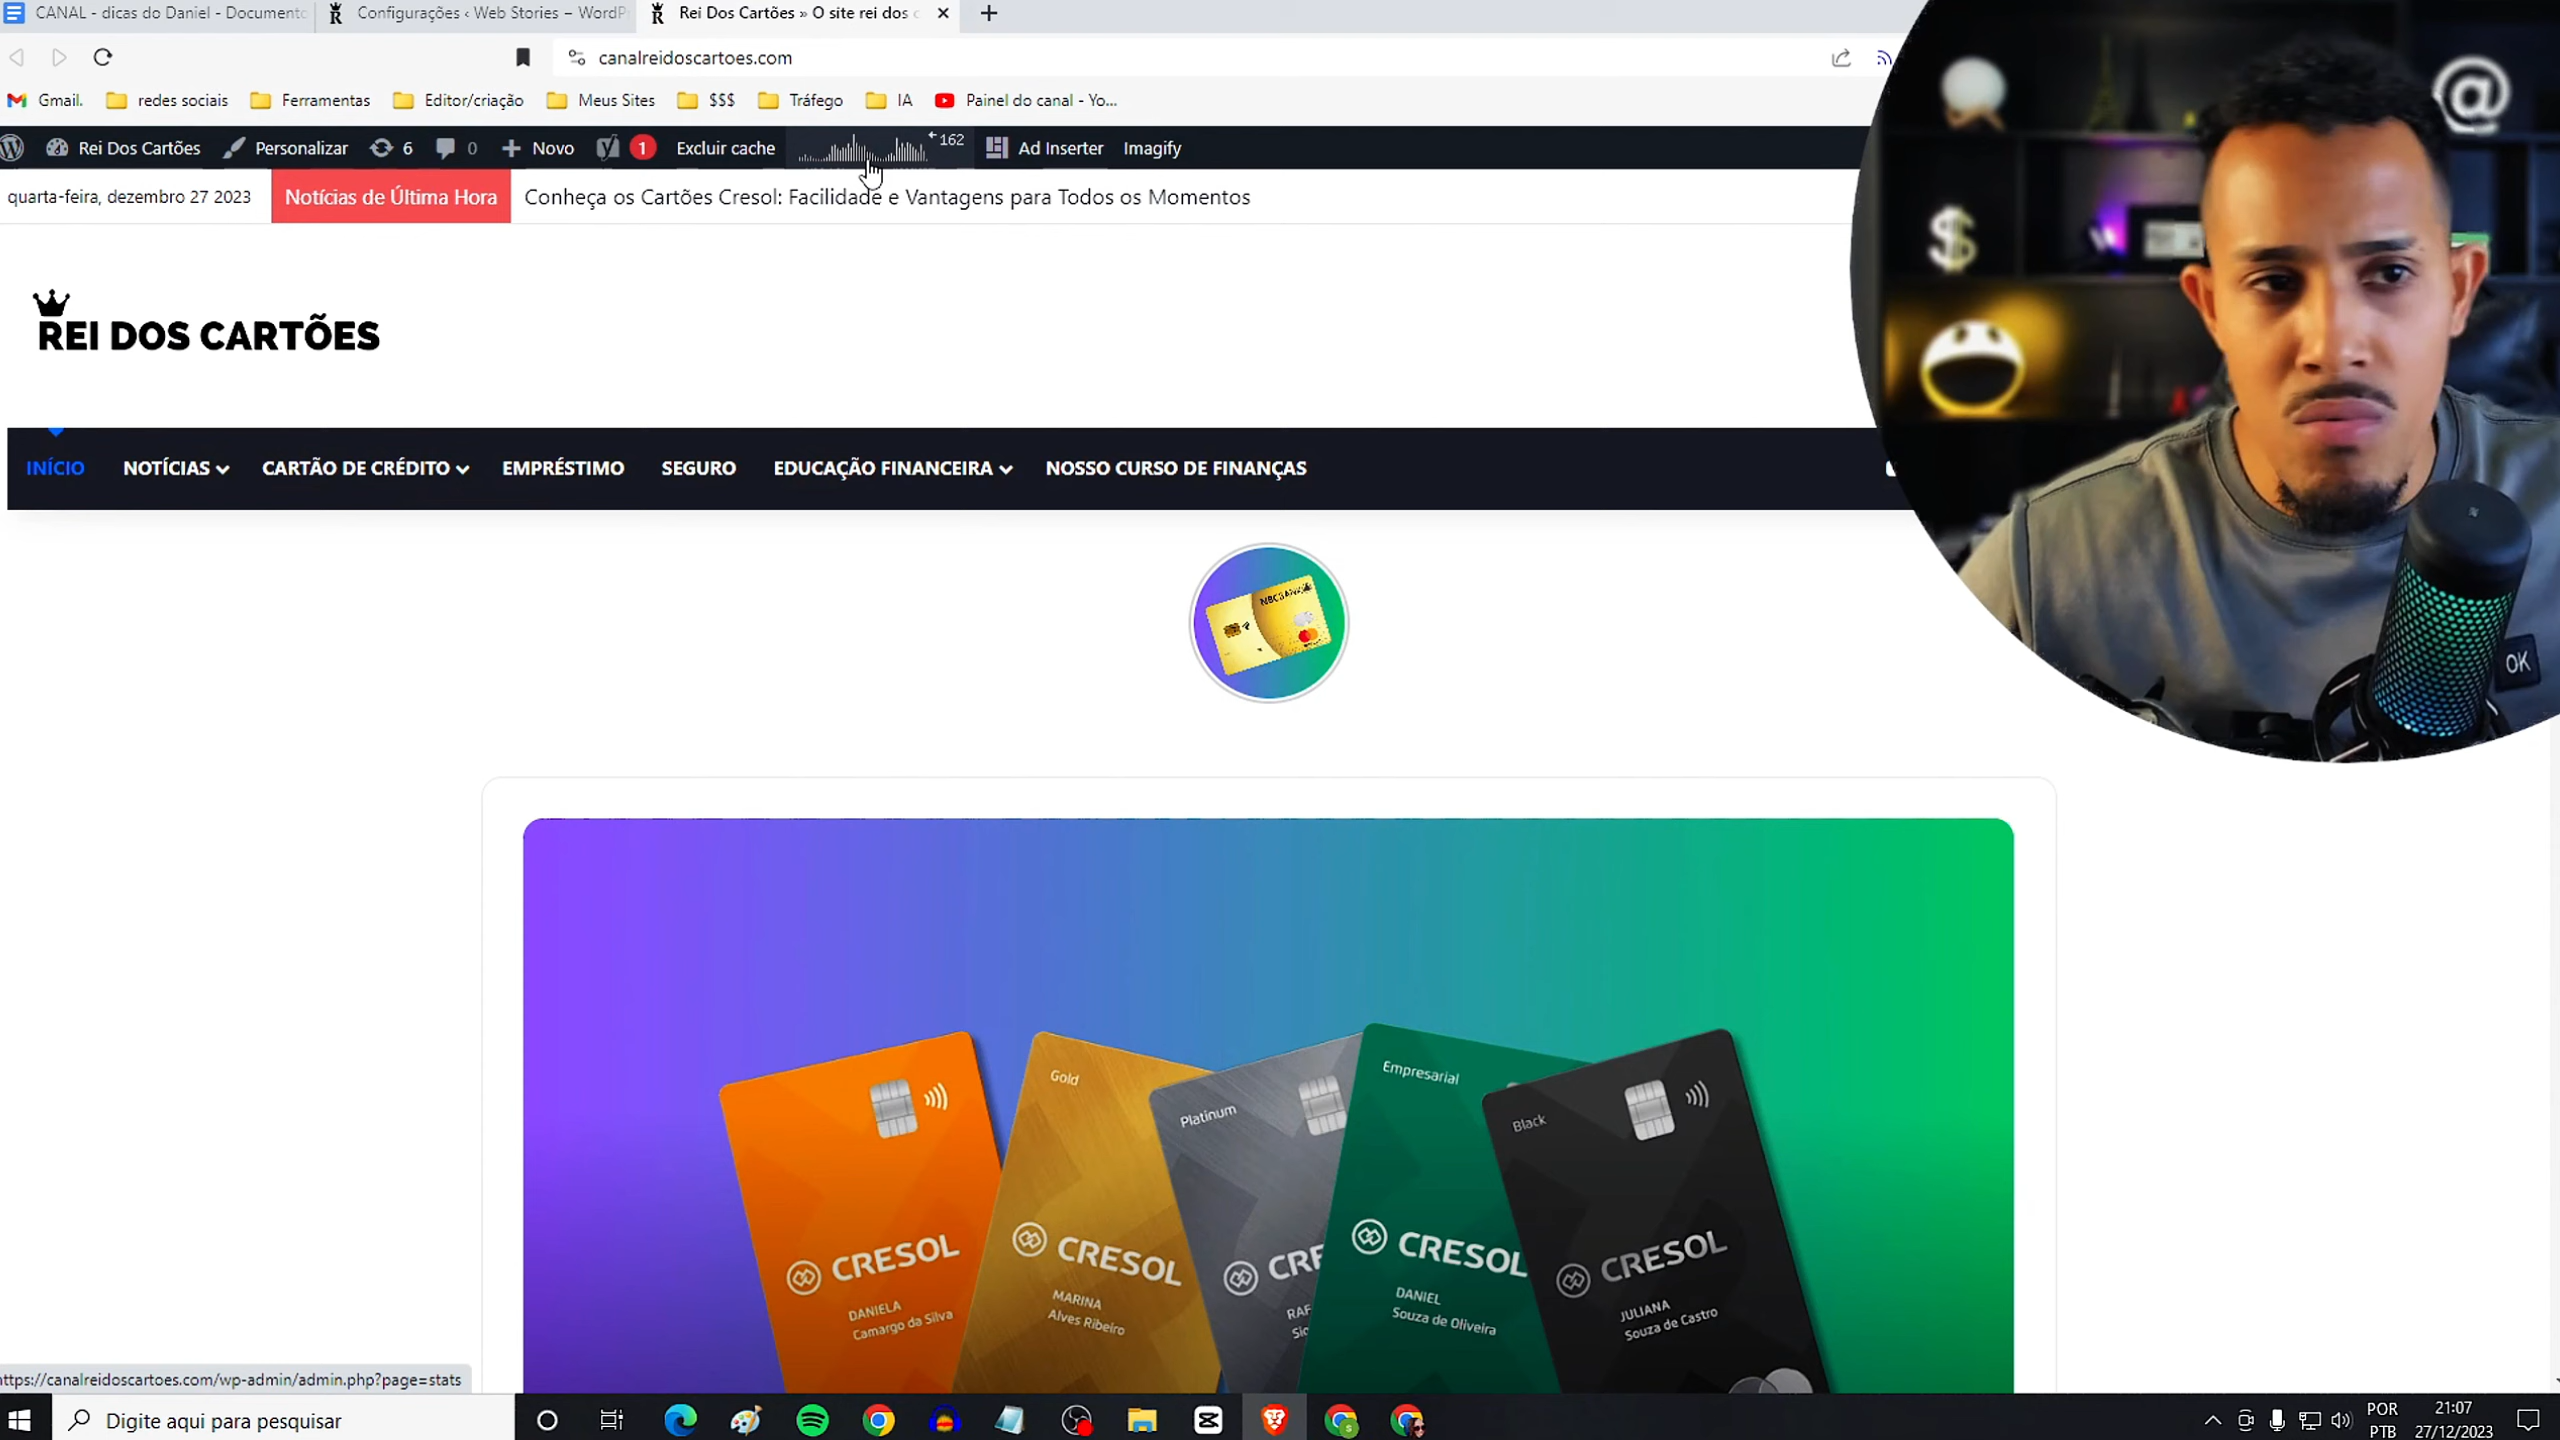 CANAL - dicas do Daniel - Documento
Configurações ‹ Web Stories – WordP
Rei Dos Cartões » O site rei dos
canalreidoscartoes.com
Gmail.
redes sociais
Ferramentas
Editor/criação
Meus Sites
$$$
Tráfego
IA
Painel do canal - Yo...
Rei Dos Cartões
Personalizar
6
0
Novo
1
Excluir cache
162
Ad Inserter
Imagify
quarta-feira, dezembro 27 2023
Notícias de Última Hora
Conheça os Cartões Cresol: Facilidade e Vantagens para Todos os Momentos
REI DOS CARTÕES
INÍCIO
NOTÍCIAS
CARTÃO DE CRÉDITO
EMPRÉSTIMO
SEGURO
EDUCAÇÃO FINANCEIRA
NOSSO CURSO DE FINANÇAS
@
$
OK
Gold
Platinum
Empresarial
Black
CRESOL
DANIELA
Camargo da Silva
CRESOL
MARINA
Alves Ribeiro
CRESOL
DANIEL
Souza de Oliveira
CRESOL
JULIANA
Souza de Castro
https://canalreidoscartoes.com/wp-admin/admin.php?page=stats
Digite aqui para pesquisar
POR
PTB
21:07
27/12/2023